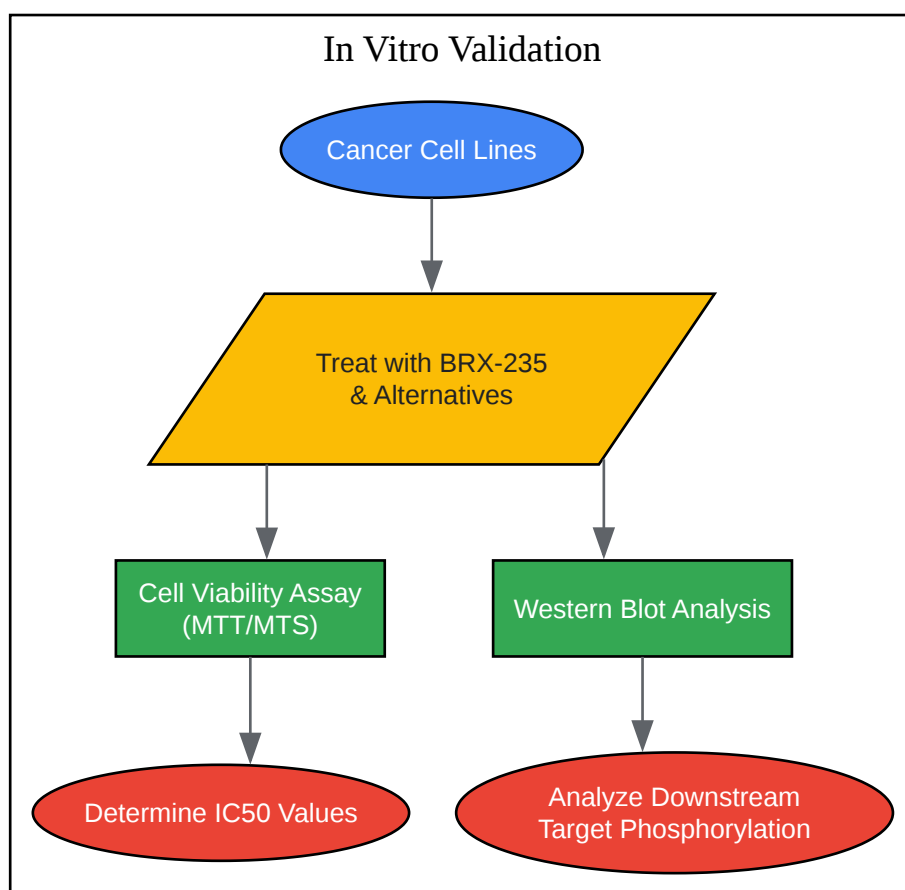 In Vitro Validation
Cancer Cell Lines
Treat with BRX-235
& Alternatives
Cell Viability Assay
(MTT/MTS)
Western Blot Analysis
Determine IC50 Values
Analyze Downstream
Target Phosphorylation